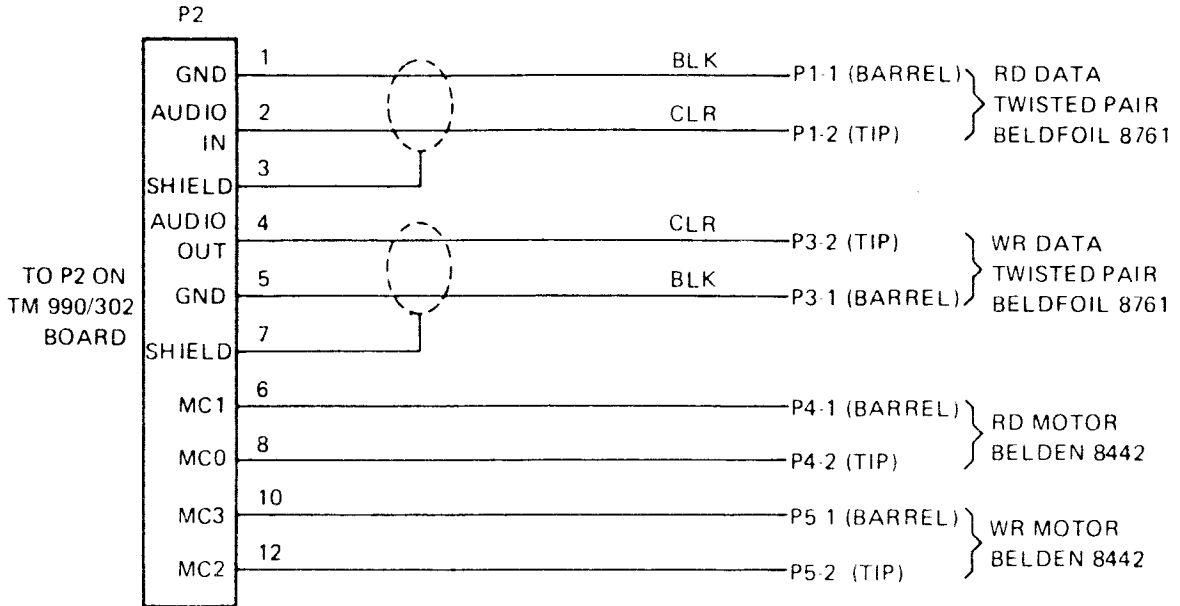 P2
GND 1 BLK P1-1 (BARREL) RD DATA
AUDIO IN 2 CLR P1-2 (TIP) TWISTED PAIR
BELDFOIL 8761
SHIELD 3
AUDIO OUT 4 CLR P3-2 (TIP) WR DATA
TWISTED PAIR
GND 5 BLK P3-1 (BARREL) BELDFOIL 8761
TO P2 ON
TM 990/302
BOARD
SHIELD 7
MC1 6 P4-1 (BARREL) RD MOTOR
MC0 8 P4-2 (TIP) BELDEN 8442
MC3 10 P5 1 (BARREL) WR MOTOR
MC2 12 P5-2 (TIP) BELDEN 8442